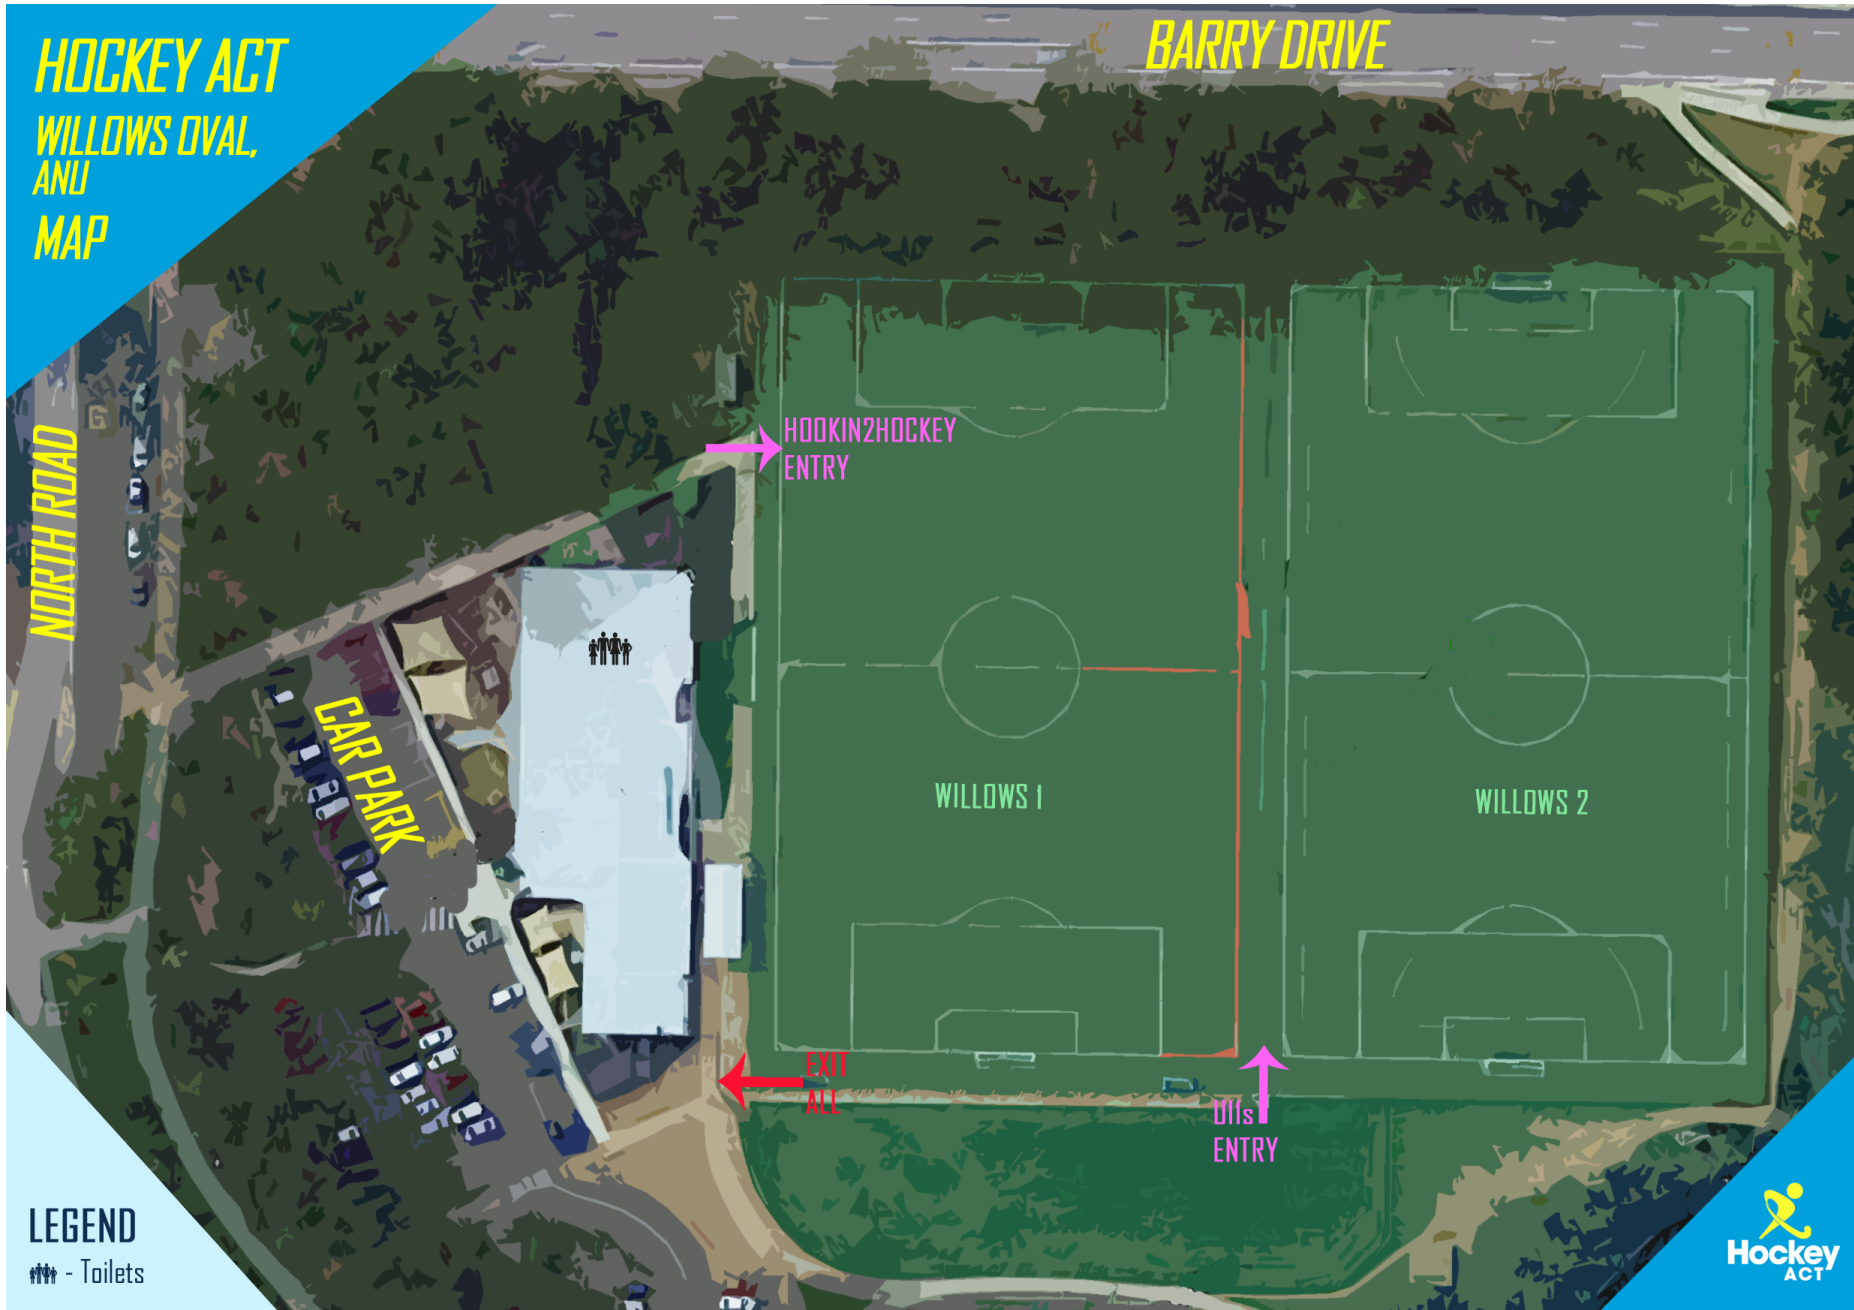 HOCKEY ACT
WILLOWS OVAL,
ANU
MAP
BARRY DRIVE
NORTH ROAD
HOOKIN2HOCKEY
ENTRY
CAR PARK
WILLOWS 1
WILLOWS 2
EXIT
ALL
U11s
ENTRY
LEGEND
- Toilets
Hockey
ACT